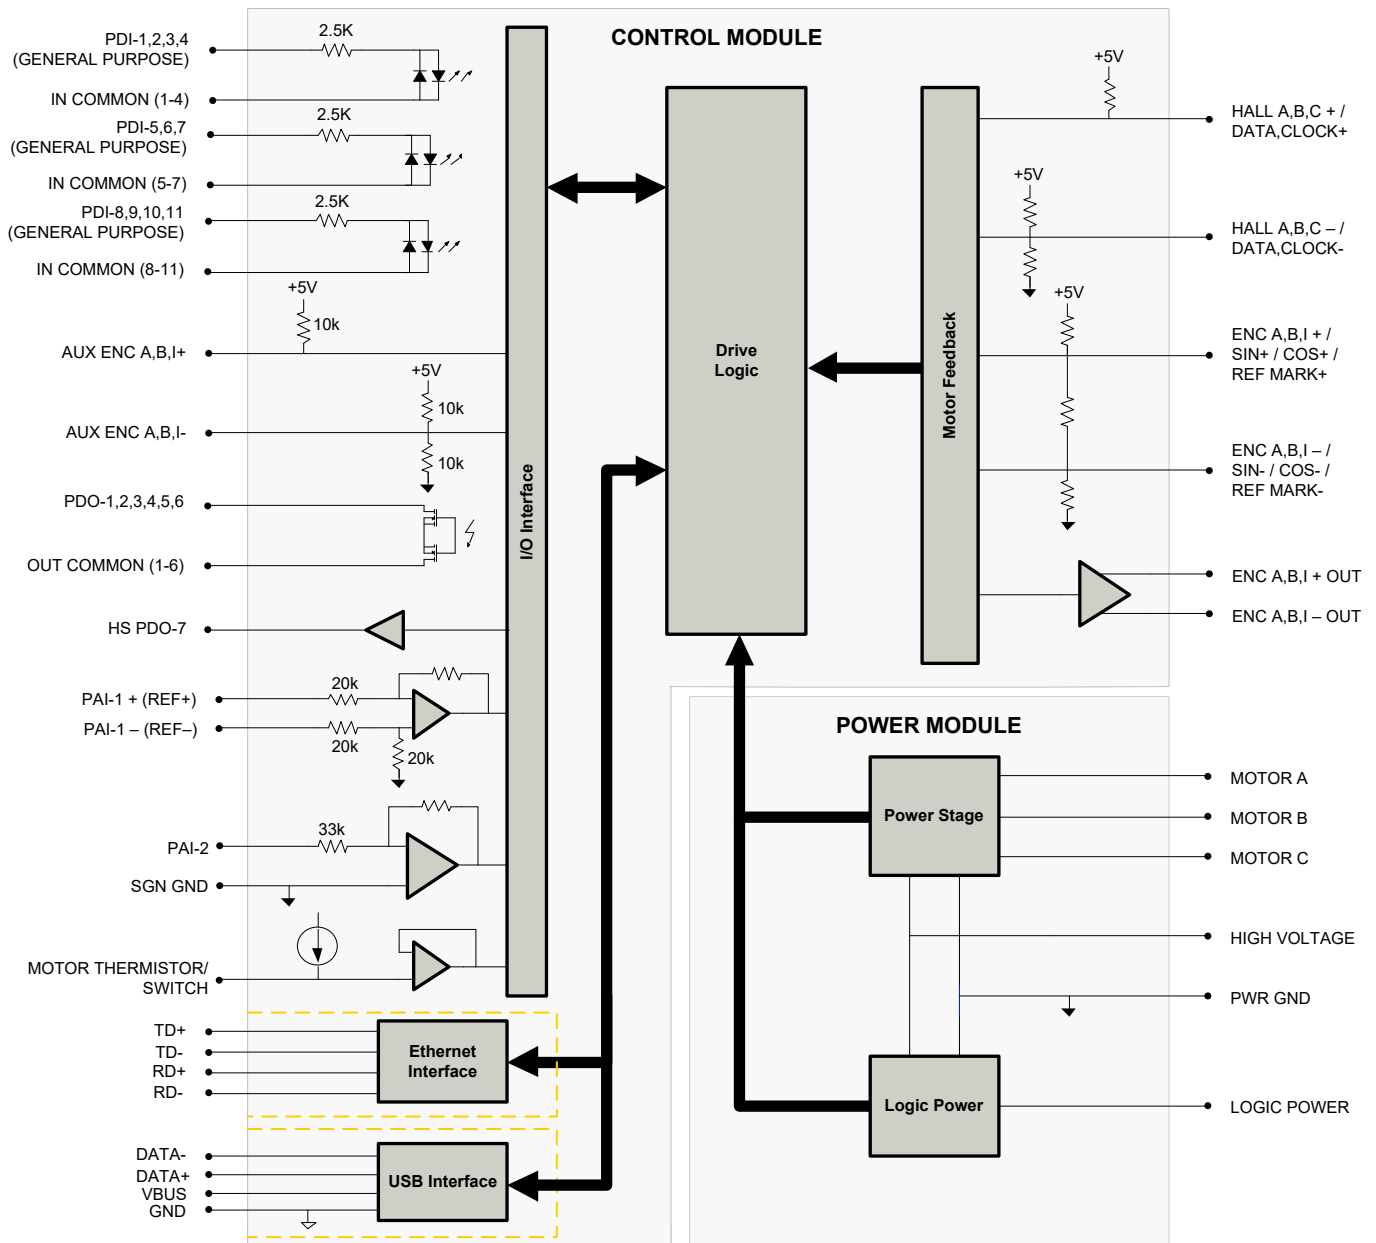 CONTROL MODULE
PDI-1,2,3,4
(GENERAL PURPOSE)
2.5K
IN COMMON (1-4)
PDI-5,6,7
(GENERAL PURPOSE)
2.5K
IN COMMON (5-7)
PDI-8,9,10,11
(GENERAL PURPOSE)
2.5K
IN COMMON (8-11)
+5V
10k
AUX ENC A,B,I+
+5V
10k
AUX ENC A,B,I-
10k
PDO-1,2,3,4,5,6
OUT COMMON (1-6)
HS PDO-7
PAI-1 + (REF+)
20k
PAI-1 – (REF–)
20k
20k
PAI-2
33k
SGN GND
MOTOR THERMISTOR/
SWITCH
I/O Interface
TD+
TD-
RD+
RD-
Ethernet
Interface
DATA-
DATA+
VBUS
GND
USB Interface
Drive
Logic
Motor Feedback
+5V
HALL A,B,C + /
DATA,CLOCK+
+5V
HALL A,B,C – /
DATA,CLOCK-
+5V
ENC A,B,I + /
SIN+ / COS+ /
REF MARK+
ENC A,B,I – /
SIN- / COS- /
REF MARK-
ENC A,B,I + OUT
ENC A,B,I – OUT
POWER MODULE
Power Stage
MOTOR A
MOTOR B
MOTOR C
HIGH VOLTAGE
PWR GND
Logic Power
LOGIC POWER